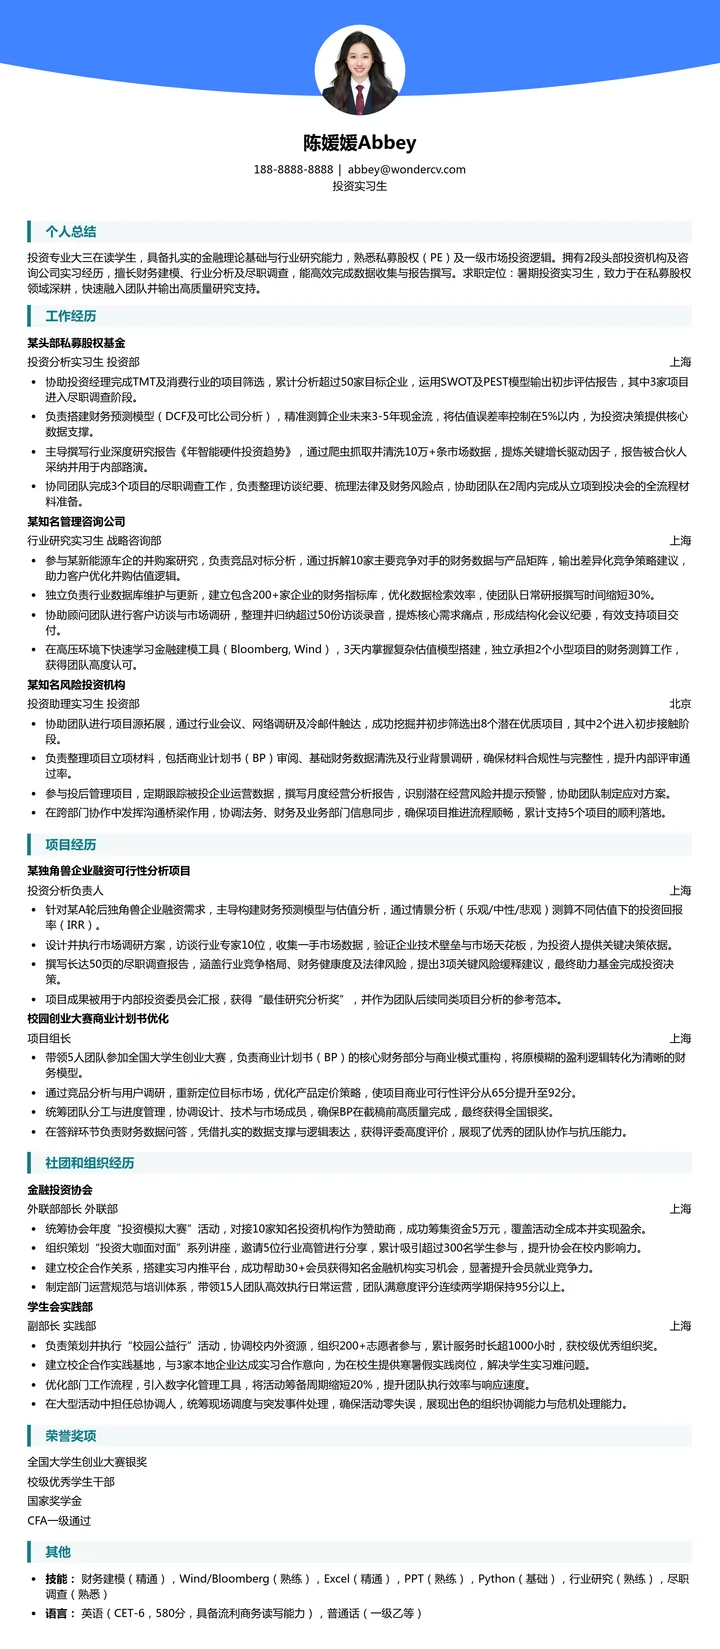 陈媛媛Abbey
188-8888-8888 | abbey@wondercv.com
投资实习生
个人总结
投资专业大三在读学生，具备扎实的金融理论基础与行业研究能力，熟悉私募股权（PE）及一级市场投资逻辑。拥有2段头部投资机构及咨
询公司实习经历，擅长财务建模、行业分析及尽职调查，能高效完成数据收集与报告撰写。求职定位：暑期投资实习生，致力于在私募股权
领域深耕，快速融入团队并输出高质量研究支持。
工作经历
某头部私募股权基金
投资分析实习生 投资部 上海
• 协助投资经理完成TMT及消费行业的项目筛选，累计分析超过50家目标企业，运用SWOT及PEST模型输出初步评估报告，其中3家项目
进入尽职调查阶段。
• 负责搭建财务预测模型（DCF及可比公司分析），精准测算企业未来3-5年现金流，将估值误差率控制在5%以内，为投资决策提供核心
数据支撑。
• 主导撰写行业深度研究报告《年智能硬件投资趋势》，通过爬虫抓取并清洗10万+条市场数据，提炼关键增长驱动因子，报告被合伙人
采纳并用于内部路演。
• 协同团队完成3个项目的尽职调查工作，负责整理访谈纪要、梳理法律及财务风险点，协助团队在2周内完成从立项到投决会的全流程材
料准备。
某知名管理咨询公司
行业研究实习生 战略咨询部 上海
• 参与某新能源车企的并购案研究，负责竞品对标分析，通过拆解10家主要竞争对手的财务数据与产品矩阵，输出差异化竞争策略建议，
助力客户优化并购估值逻辑。
• 独立负责行业数据库维护与更新，建立包含200+家企业的财务指标库，优化数据检索效率，使团队日常研报撰写时间缩短30%。
• 协助顾问团队进行客户访谈与市场调研，整理并归纳超过50份访谈录音，提炼核心需求痛点，形成结构化会议纪要，有效支持项目交
付。
• 在高压环境下快速学习金融建模工具（Bloomberg, Wind），3天内掌握复杂估值模型搭建，独立承担2个小型项目的财务测算工作，
获得团队高度认可。
某知名风险投资机构
投资助理实习生 投资部 北京
• 协助团队进行项目源拓展，通过行业会议、网络调研及冷邮件触达，成功挖掘并初步筛选出8个潜在优质项目，其中2个进入初步接触阶
段。
• 负责整理项目立项材料，包括商业计划书（BP）审阅、基础财务数据清洗及行业背景调研，确保材料合规性与完整性，提升内部评审通
过率。
• 参与投后管理项目，定期跟踪被投企业运营数据，撰写月度经营分析报告，识别潜在经营风险并提示预警，协助团队制定应对方案。
• 在跨部门协作中发挥沟通桥梁作用，协调法务、财务及业务部门信息同步，确保项目推进流程顺畅，累计支持5个项目的顺利落地。
项目经历
某独角兽企业融资可行性分析项目
投资分析负责人 上海
• 针对某A轮后独角兽企业融资需求，主导构建财务预测模型与估值分析，通过情景分析（乐观/中性/悲观）测算不同估值下的投资回报
率（IRR）。
• 设计并执行市场调研方案，访谈行业专家10位，收集一手市场数据，验证企业技术壁垒与市场天花板，为投资人提供关键决策依据。
• 撰写长达50页的尽职调查报告，涵盖行业竞争格局、财务健康度及法律风险，提出3项关键风险缓释建议，最终助力基金完成投资决
策。
• 项目成果被用于内部投资委员会汇报，获得“最佳研究分析奖”，并作为团队后续同类项目分析的参考范本。
校园创业大赛商业计划书优化
项目组长 上海
• 带领5人团队参加全国大学生创业大赛，负责商业计划书（BP）的核心财务部分与商业模式重构，将原模糊的盈利逻辑转化为清晰的财
务模型。
• 通过竞品分析与用户调研，重新定位目标市场，优化产品定价策略，使项目商业可行性评分从65分提升至92分。
• 统筹团队分工与进度管理，协调设计、技术与市场成员，确保BP在截稿前高质量完成，最终获得全国银奖。
• 在答辩环节负责财务数据问答，凭借扎实的数据支撑与逻辑表达，获得评委高度评价，展现了优秀的团队协作与抗压能力。
社团和组织经历
金融投资协会
外联部部长 外联部 上海
• 统筹协会年度“投资模拟大赛”活动，对接10家知名投资机构作为赞助商，成功筹集资金5万元，覆盖活动全成本并实现盈余。
• 组织策划“投资大咖面对面”系列讲座，邀请5位行业高管进行分享，累计吸引超过300名学生参与，提升协会在校内影响力。
• 建立校企合作关系，搭建实习内推平台，成功帮助30+会员获得知名金融机构实习机会，显著提升会员就业竞争力。
• 制定部门运营规范与培训体系，带领15人团队高效执行日常运营，团队满意度评分连续两学期保持95分以上。
学生会实践部
副部长 实践部 上海
• 负责策划并执行“校园公益行”活动，协调校内外资源，组织200+志愿者参与，累计服务时长超1000小时，获校级优秀组织奖。
• 建立校企合作实践基地，与3家本地企业达成实习合作意向，为在校生提供寒暑假实践岗位，解决学生实习难问题。
• 优化部门工作流程，引入数字化管理工具，将活动筹备周期缩短20%，提升团队执行效率与响应速度。
• 在大型活动中担任总协调人，统筹现场调度与突发事件处理，确保活动零失误，展现出色的组织协调能力与危机处理能力。
荣誉奖项
全国大学生创业大赛银奖
校级优秀学生干部
国家奖学金
CFA一级通过
其他
• 技能： 财务建模（精通），Wind/Bloomberg（熟练），Excel（精通），PPT（熟练），Python（基础），行业研究（熟练），尽职
调查（熟悉）
• 语言： 英语（CET-6，580分，具备流利商务读写能力），普通话（一级乙等）